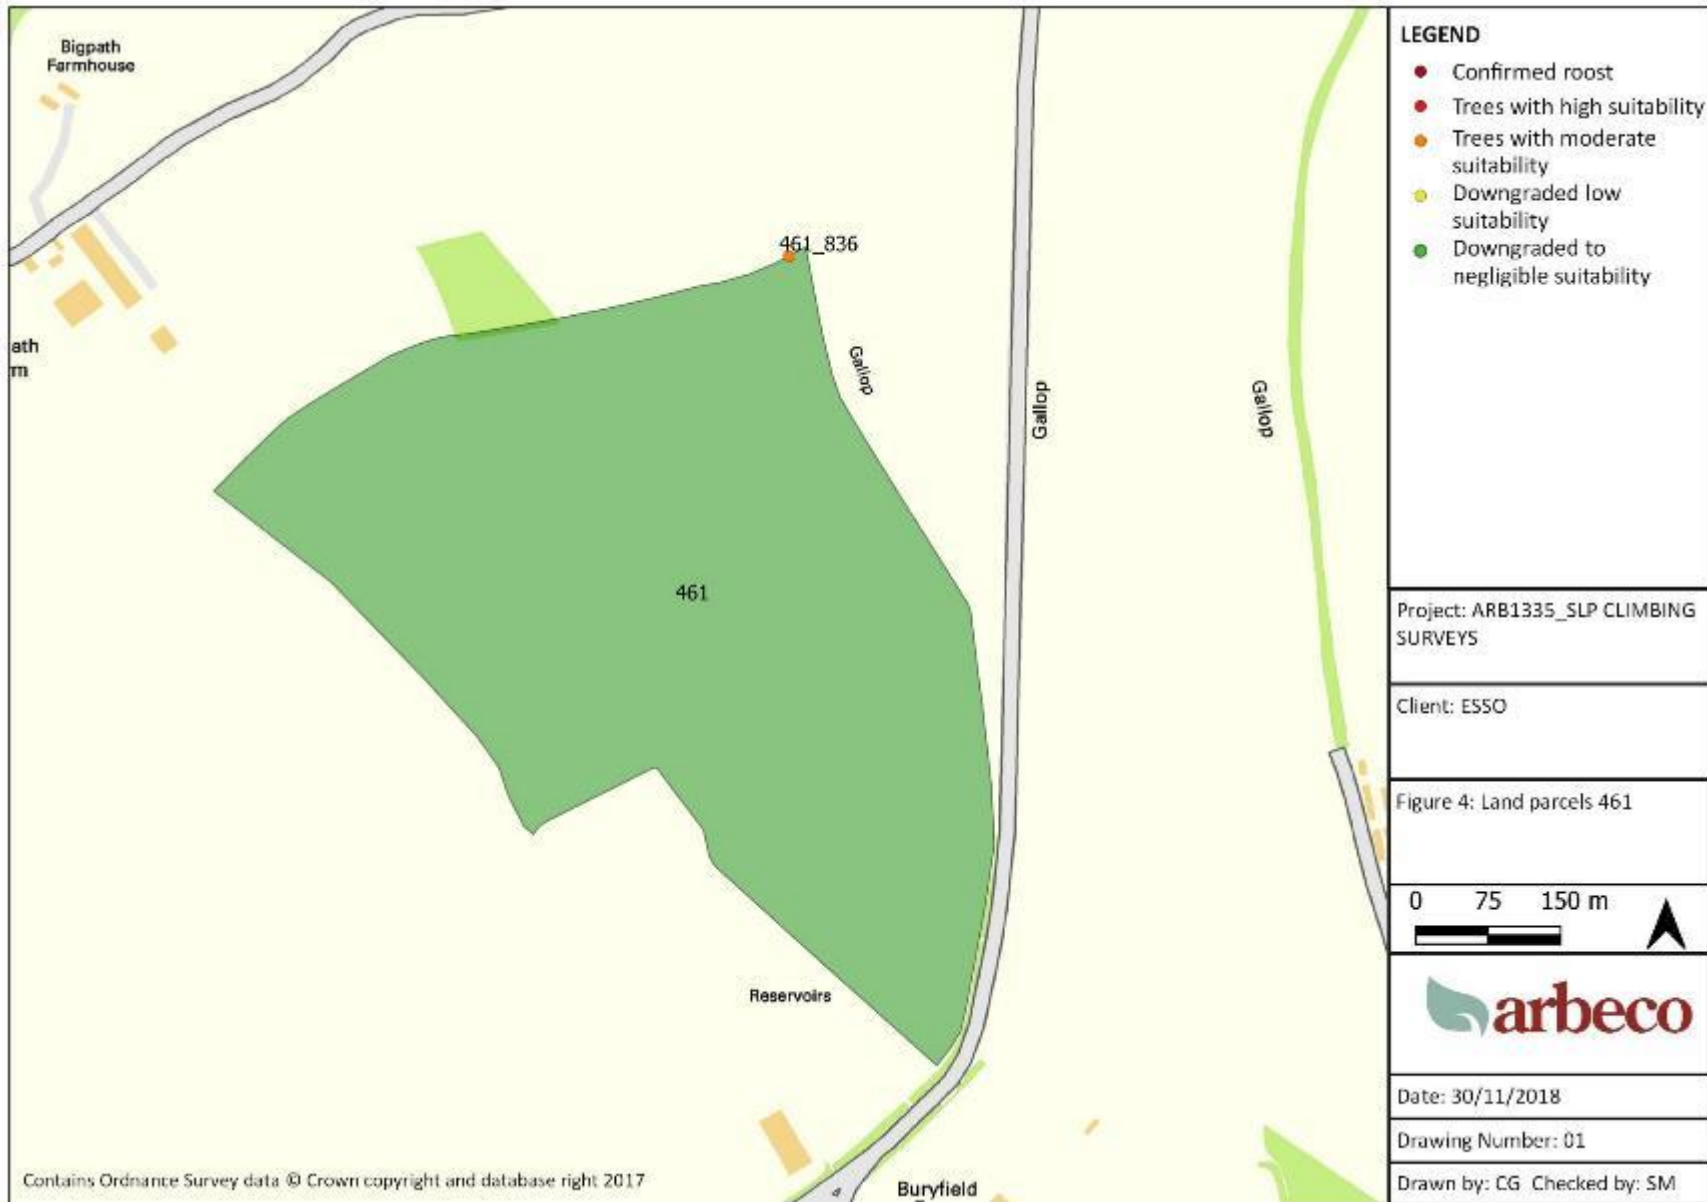 Bigpath
Farmhouse
461_836
ath
m
Gallop
Gallop
Gallop
461
Reservoirs
Buryfield
Contains Ordnance Survey data © Crown copyright and database right 2017
LEGEND
Confirmed roost
Trees with high suitability
Trees with moderate
suitability
Downgraded low
suitability
Downgraded to
negligible suitability
Project: ARB1335_SLP CLIMBING
SURVEYS
Client: ESSO
Figure 4: Land parcels 461
0 75 150 m
arbeco
Date: 30/11/2018
Drawing Number: 01
Drawn by: CG Checked by: SM